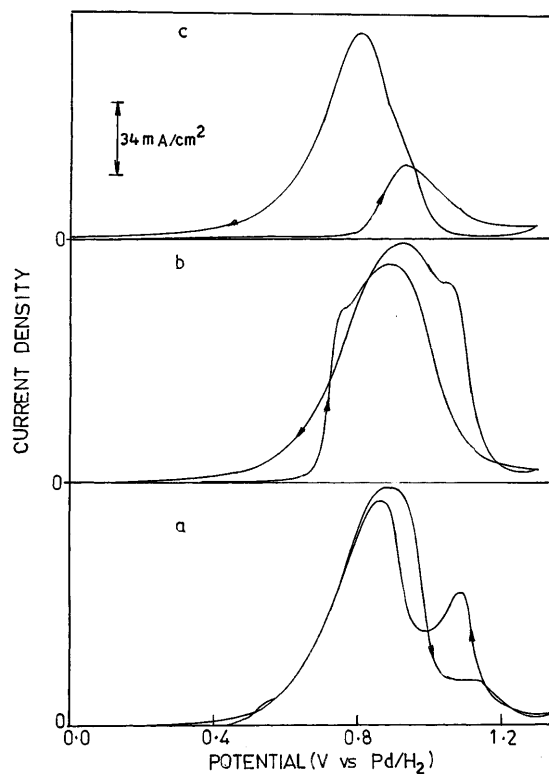 c
34 mA/cm²
0
b
CURRENT DENSITY
0
a
0
0.0 0.4 0.8 1.2
POTENTIAL (V vs Pd/H₂)